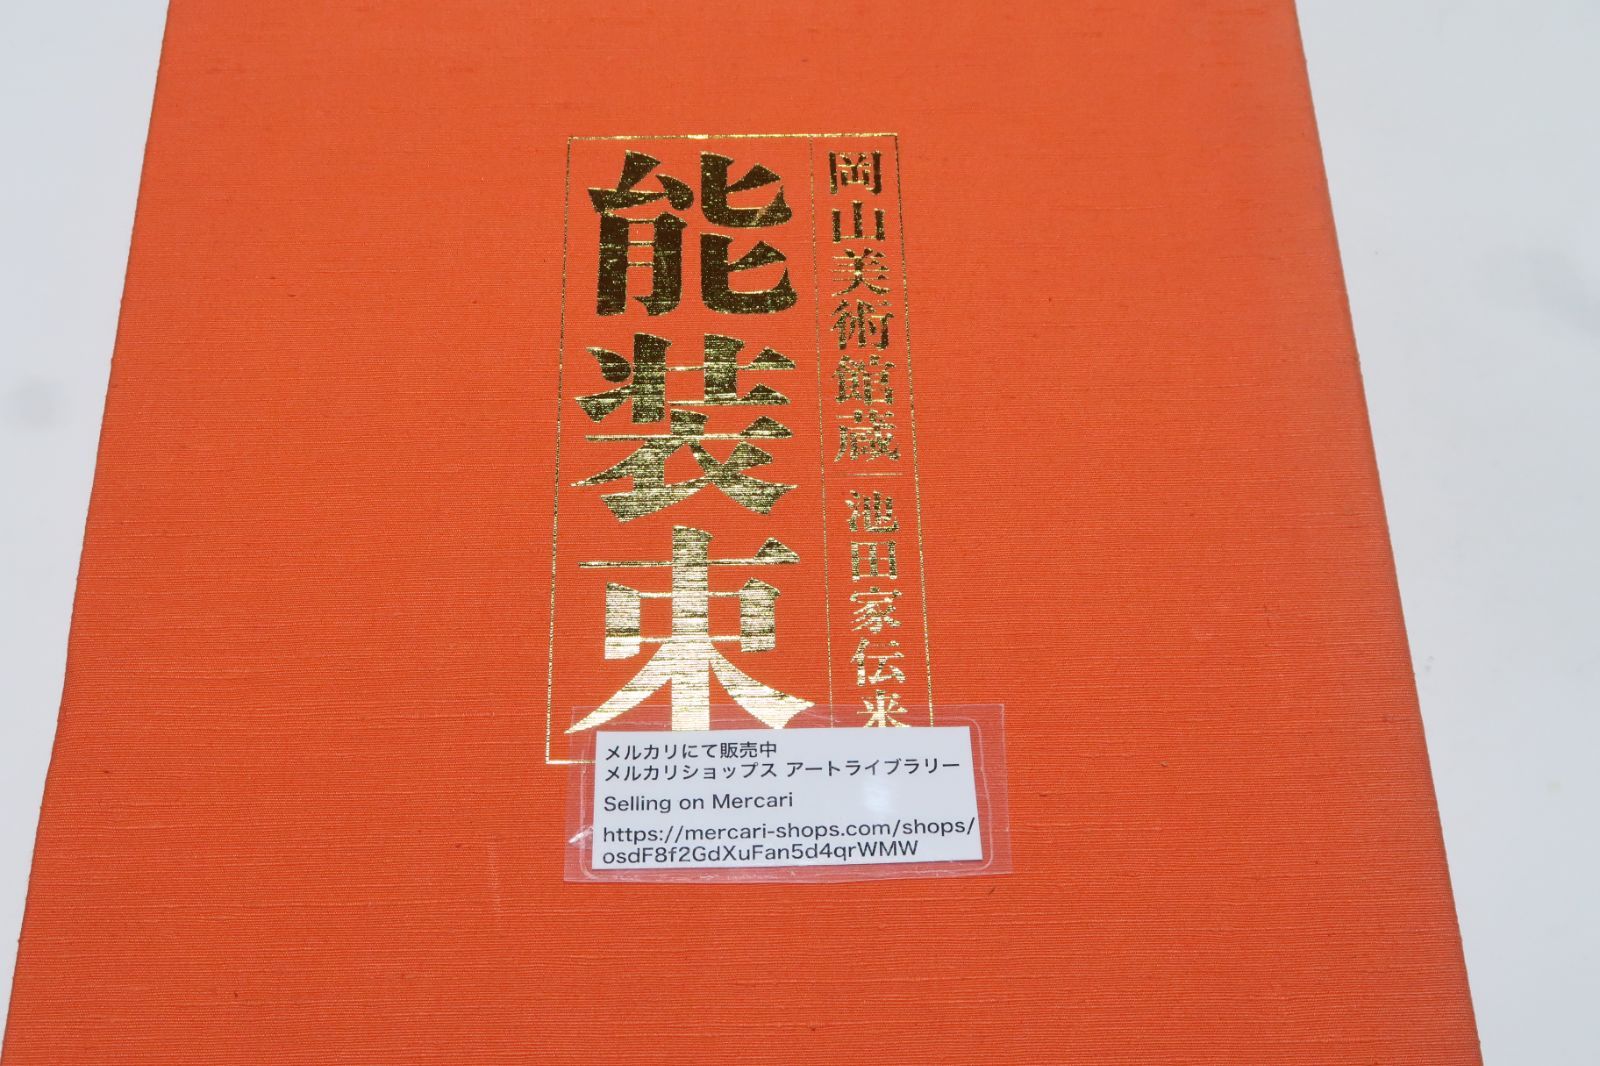 岡山美術館蔵｜池田家伝来
能装束
メルカリにて販売中
メルカリショップス アートライブラリー
Selling on Mercari
https://mercari-shops.com/shops/
osdF8f2GdXuFan5d4qrWMW